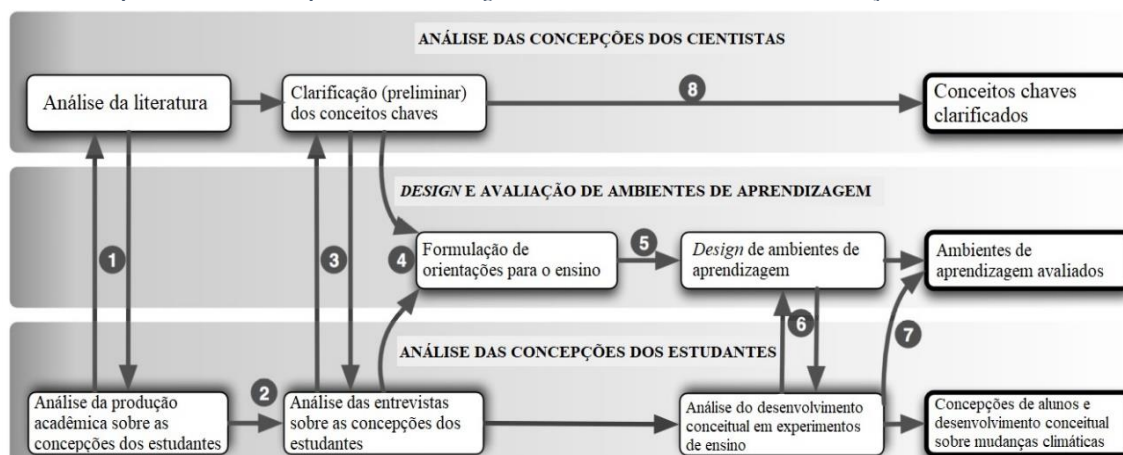 ANÁLISE DAS CONCEPÇÕES DOS CIENTISTAS
Análise da literatura
Clarificação (preliminar)
dos conceitos chaves
8
Conceitos chaves
clarificados
DESIGN E AVALIAÇÃO DE AMBIENTES DE APRENDIZAGEM
1
3
4
Formulação de
orientações para o ensino
5
Design de ambientes de
aprendizagem
Ambientes de
aprendizagem avaliados
6
7
ANÁLISE DAS CONCEPÇÕES DOS ESTUDANTES
Análise da produção
acadêmica sobre as
concepções dos estudantes
2
Análise das entrevistas
sobre as concepções dos
estudantes
Análise do desenvolvimento
conceitual em experimentos
de ensino
Concepções de alunos e
desenvolvimento conceitual
sobre mudanças climáticas